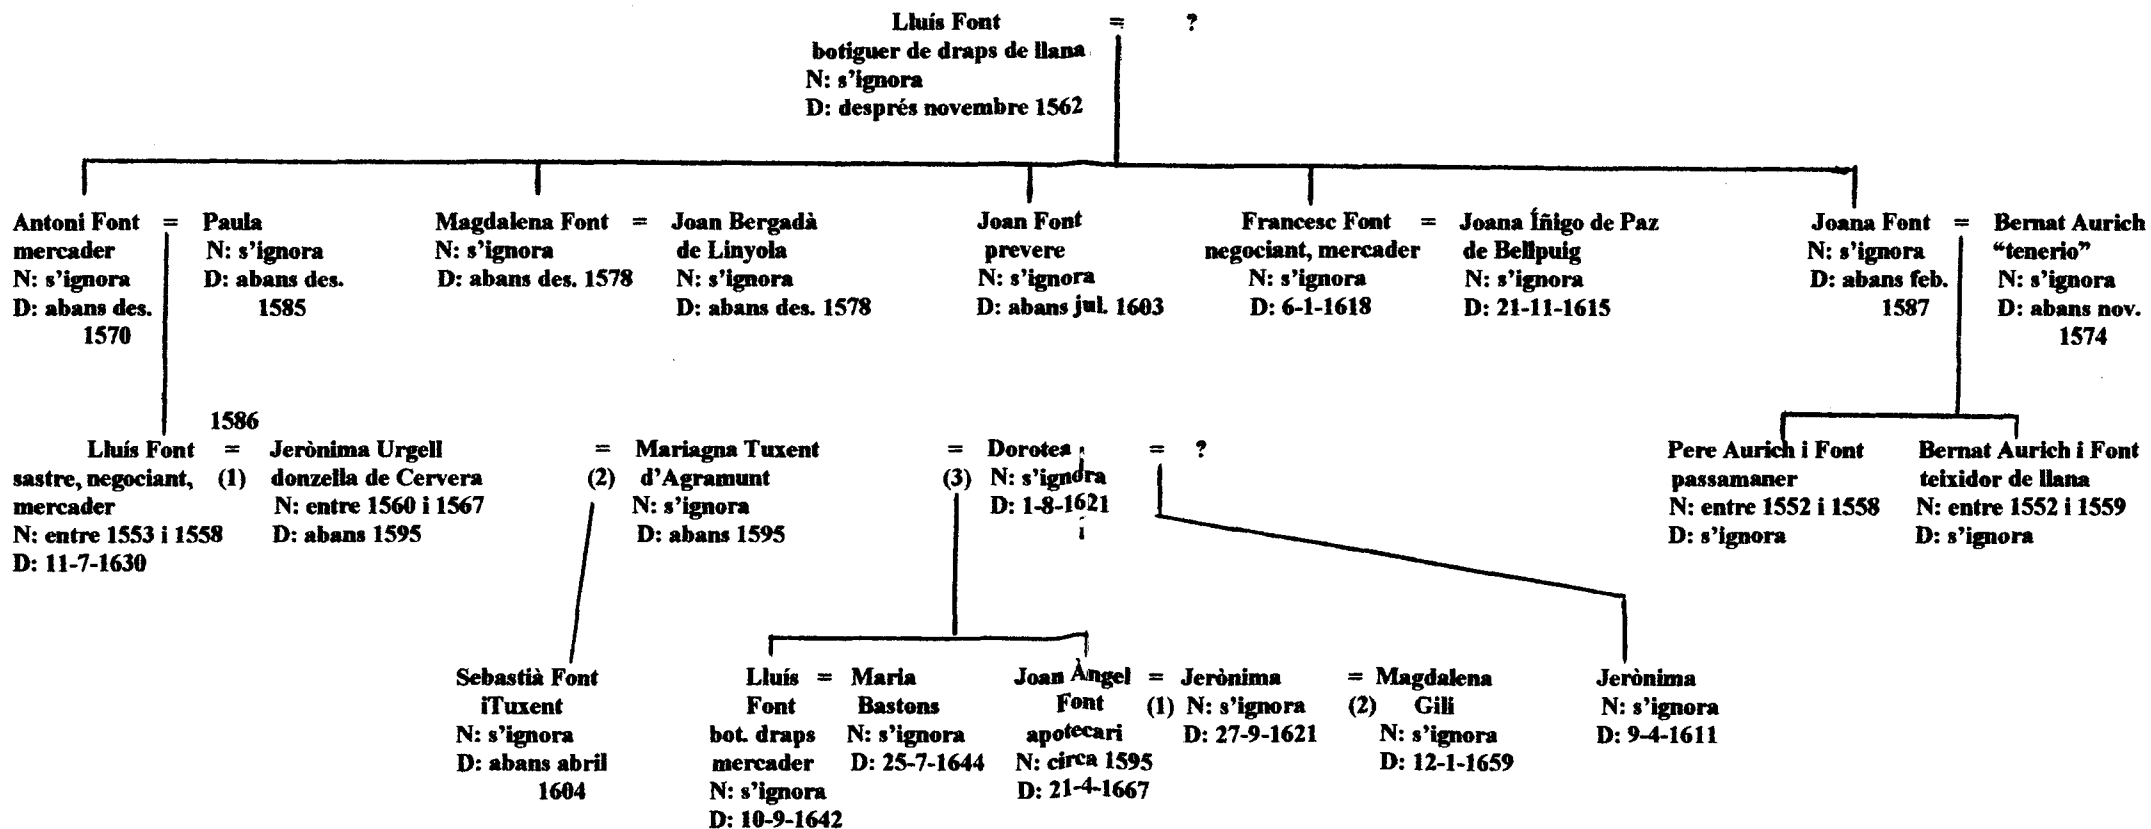 Lluís Font = ?
botiguer de draps de llana
N: s'ignora
D: després novembre 1562
Antoni Font = Paula
mercader
N: s'ignora
D: abans des.
1570
N: s'ignora
D: abans des.
1585
Magdalena Font = Joan Bergadà
N: s'ignora
D: abans des. 1578
de Linyola
N: s'ignora
D: abans des. 1578
Joan Font
prevere
N: s'ignora
D: abans jul. 1603
Francesc Font = Joana Íñigo de Paz
negociant, mercader
N: s'ignora
D: 6-1-1618
de Bellpuig
N: s'ignora
D: 21-11-1615
Joana Font = Bernat Aurich
N: s'ignora
D: abans feb.
1587
“tenerio”
N: s'ignora
D: abans nov.
1574
1586
Lluís Font = Jerònima Urgell = Mariagna Tuxent = Dorotea = ?
sastre, negociant, (1)
mercader
N: entre 1553 i 1558
D: 11-7-1630
donzella de Cervera
N: entre 1560 i 1567
D: abans 1595
(2) d'Agramunt
N: s'ignora
D: abans 1595
(3) N: s'ignora
D: 1-8-1621
Pere Aurich i Font
passamaner
N: entre 1552 i 1558
D: s'ignora
Bernat Aurich i Font
teixidor de llana
N: entre 1552 i 1559
D: s'ignora
Sebastià Font
iTuxent
N: s'ignora
D: abans abril
1604
Lluís = Maria
Font
bot. draps
mercader
N: s'ignora
D: 10-9-1642
Bastons
N: s'ignora
D: 25-7-1644
Joan Àngel = Jerònima = Magdalena
Font
apotecari
N: circa 1595
D: 21-4-1667
(1) N: s'ignora
D: 27-9-1621
(2) Gili
N: s'ignora
D: 12-1-1659
Jerònima
N: s'ignora
D: 9-4-1611